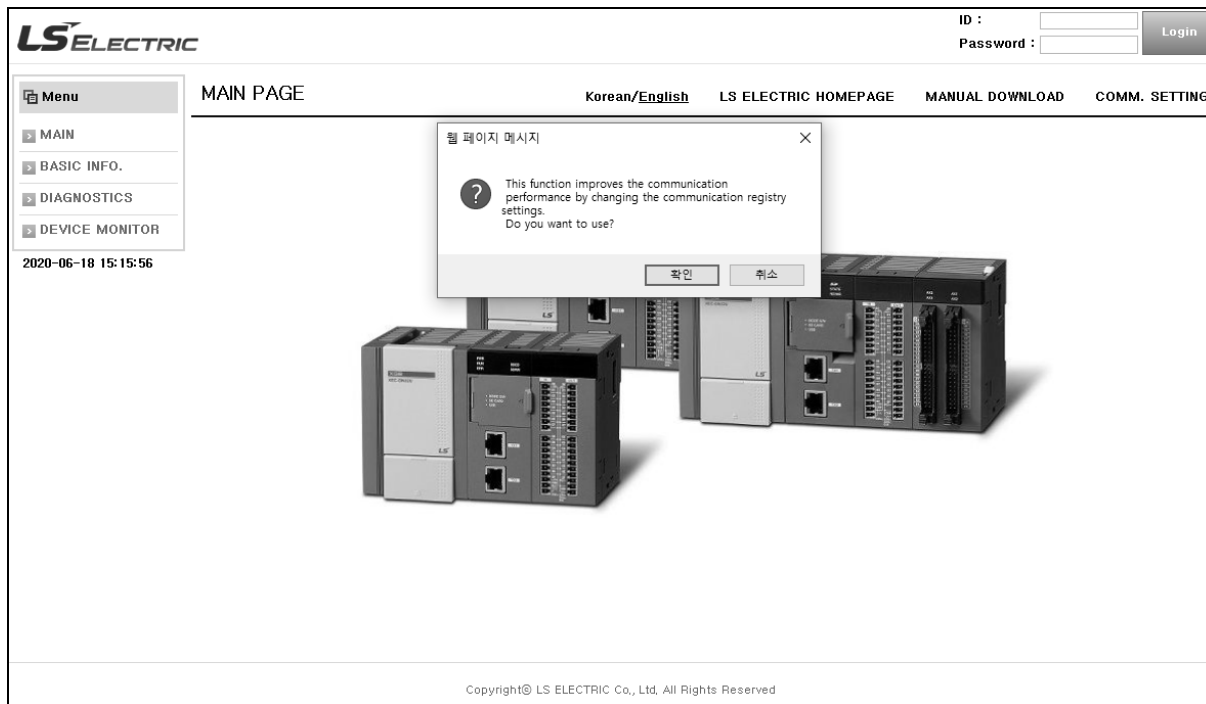 LS ELECTRIC
ID :
Password :
Login
Menu
MAIN PAGE
Korean/English
LS ELECTRIC HOMEPAGE
MANUAL DOWNLOAD
COMM. SETTING
MAIN
BASIC INFO.
DIAGNOSTICS
DEVICE MONITOR
2020-06-18 15:15:56
웹 페이지 메시지
This function improves the communication
performance by changing the communication registry
settings.
Do you want to use?
확인
취소
LS
LS
LS
Copyright© LS ELECTRIC Co., Ltd, All Rights Reserved